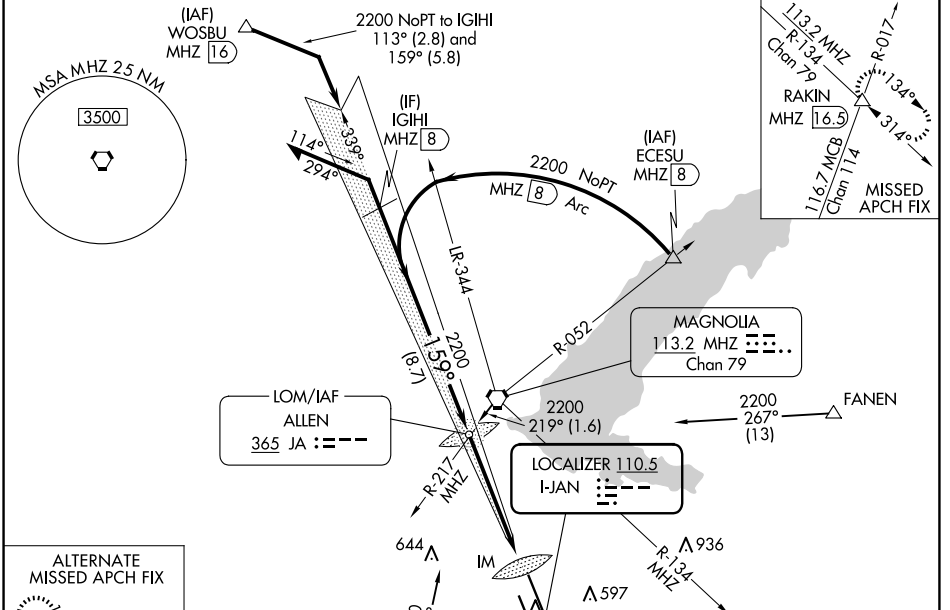 (IAF)
WOSBU
MHZ 16
2200 NoPT to IGIHI
113° (2.8) and
159° (5.8)
MSA MHZ 25 NM
3500
(IF)
IGIHI
MHZ 8
339°
114°
294°
2200 NoPT
MHZ 8 Arc
(IAF)
ECESU
MHZ 8
113.2 MHZ
R-134
Chan 79
R-017
134°
RAKIN
MHZ 16.5
314°
116.7 MCB
Chan 114
MISSED
APCH FIX
LR-344
R-052
2200
159°
(8.7)
MAGNOLIA
113.2 MHZ
Chan 79
LOM/IAF
ALLEN
365 JA
2200
219° (1.6)
2200
267°
(13)
FANEN
R-217
MHZ
LOCALIZER 110.5
I-JAN
IM
644
936
597
R-134
MHZ
ALTERNATE
MISSED APCH FIX